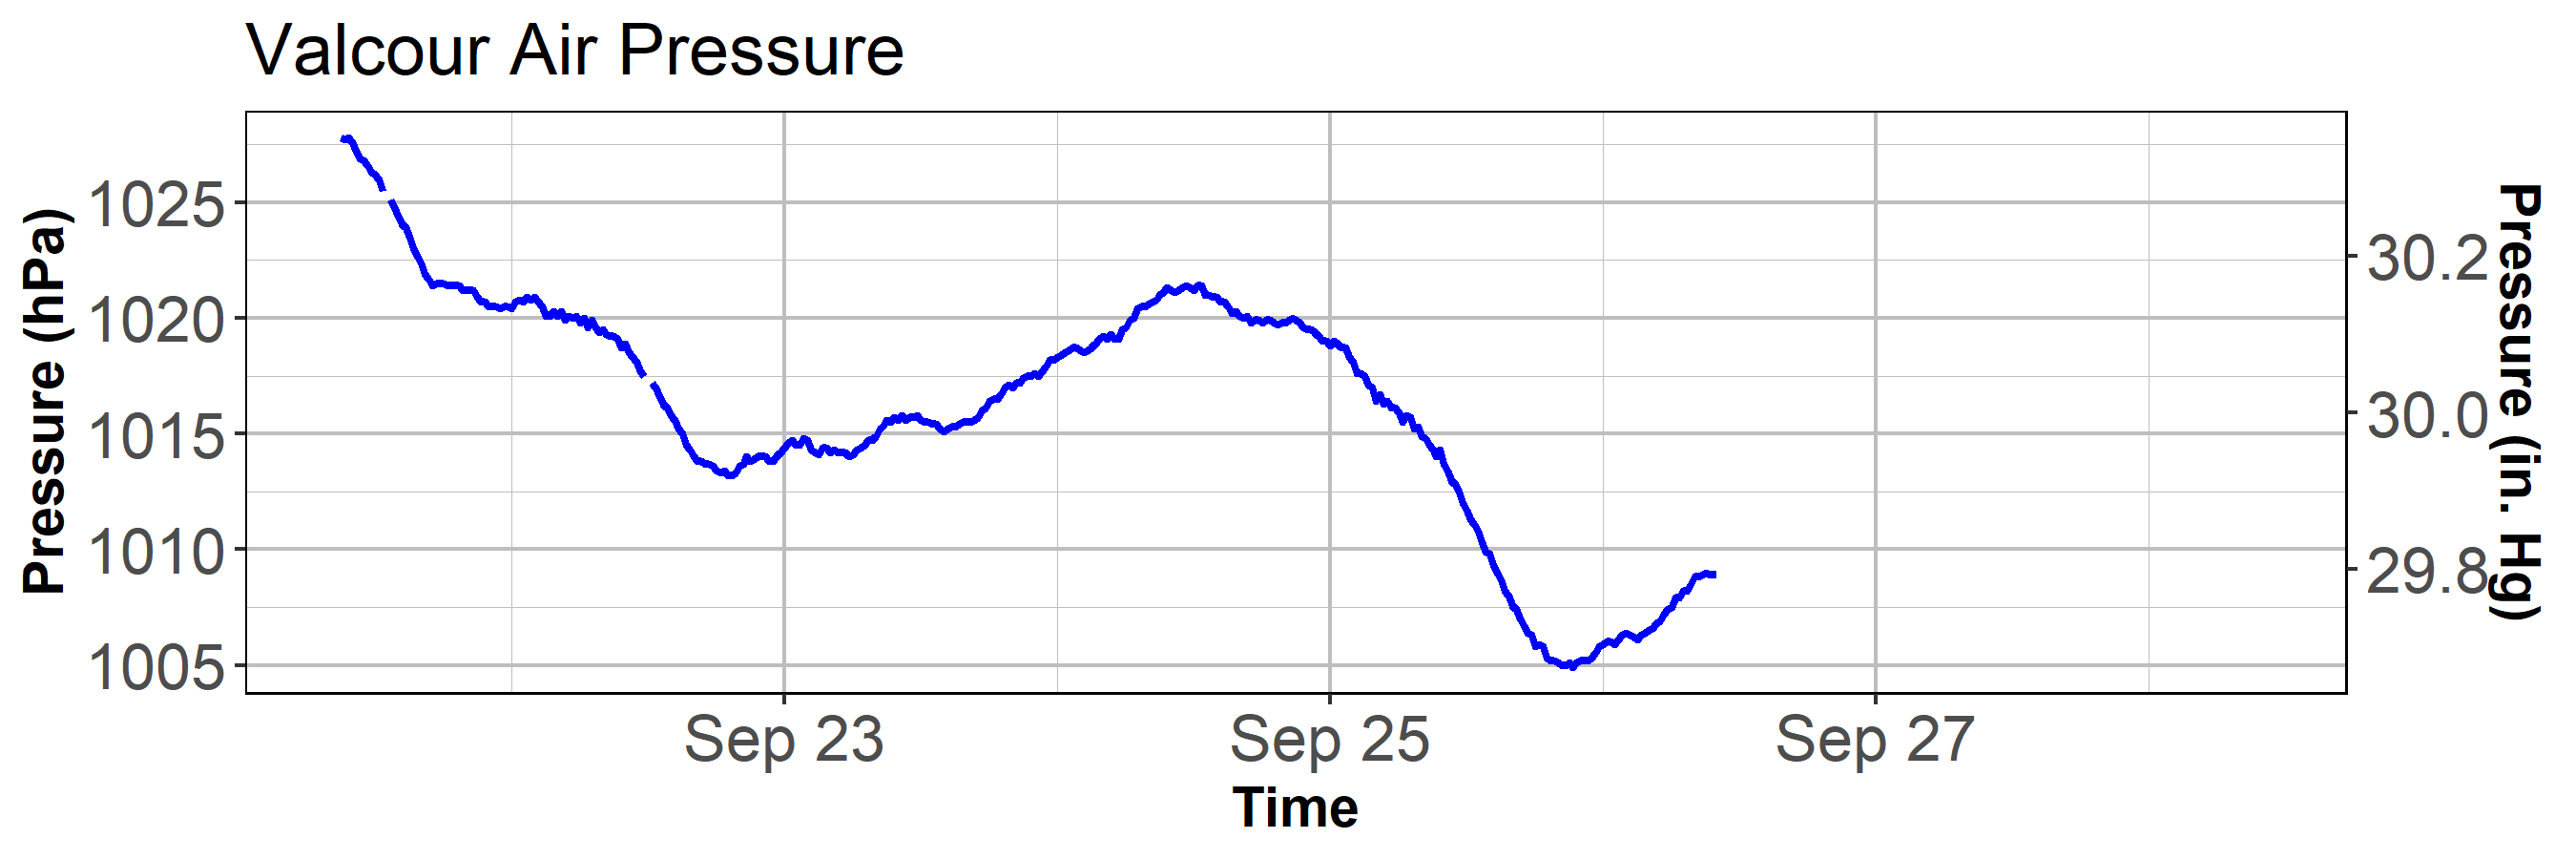 Valcour Air Pressure
Pressure (hPa)
1025
1020
1015
1010
1005
30.2
30.0
29.8
Pressure (in. Hg)
Sep 23
Sep 25
Sep 27
Time